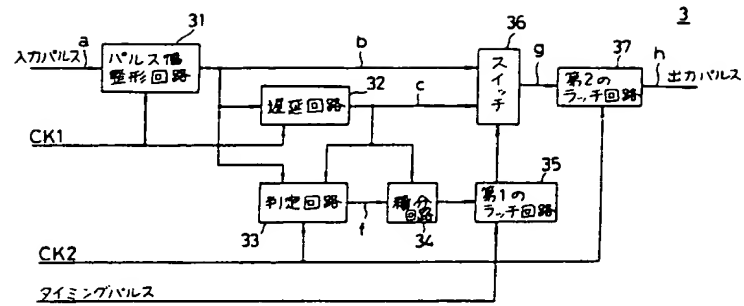 3
31
36
37
a
b
g
h
入力パルス
パルス幅
整形回路
スイッチ
第2の
ラッチ回路
出力パルス
32
遅延回路
c
CK1
35
判定回路
33
f
積分
回路
34
第1の
ラッチ回路
CK2
タイミングパルス